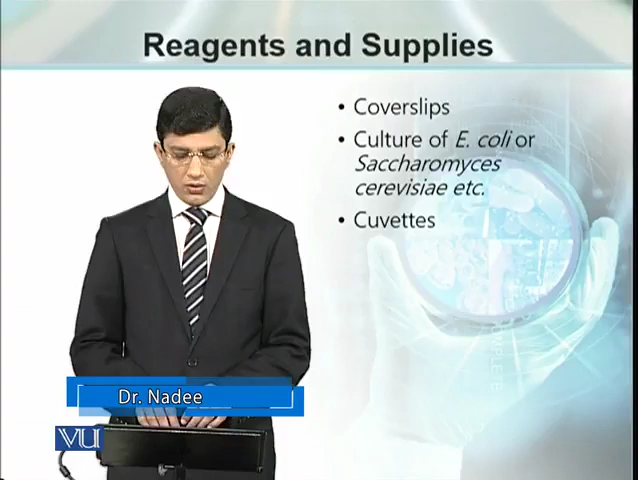 Reagents and Supplies
• Coverslips
• Culture of E. coli or
Saccharomyces
cerevisiae etc.
• Cuvettes
Dr. Nadee
VU